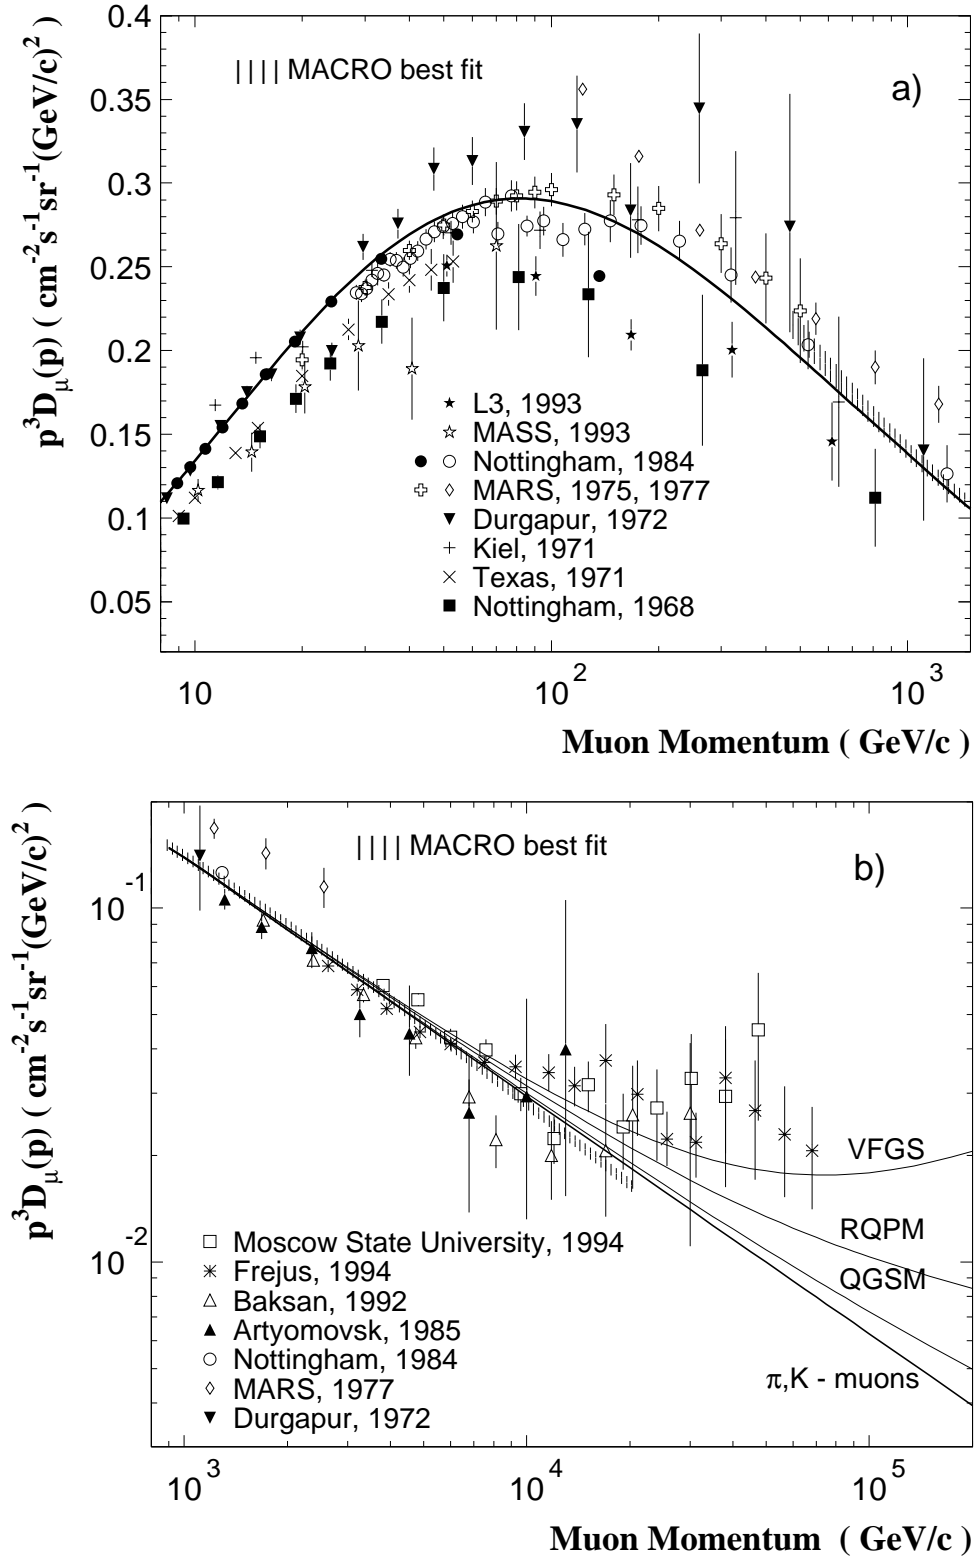 p³Dμ(p) ( cm⁻²s⁻¹sr⁻¹(GeV/c)² )
0.4
0.35
0.3
0.25
0.2
0.15
0.1
0.05
| | | | MACRO best fit
a)
L3, 1993
MASS, 1993
Nottingham, 1984
MARS, 1975, 1977
Durgapur, 1972
Kiel, 1971
Texas, 1971
Nottingham, 1968
10 10² 10³
Muon Momentum ( GeV/c )
p³Dμ(p) ( cm⁻²s⁻¹sr⁻¹(GeV/c)² )
10⁻¹
10⁻²
| | | | MACRO best fit
b)
VFGS
RQPM
QGSM
π,K - muons
Moscow State University, 1994
Frejus, 1994
Baksan, 1992
Artyomovsk, 1985
Nottingham, 1984
MARS, 1977
Durgapur, 1972
10³ 10⁴ 10⁵
Muon Momentum ( GeV/c )